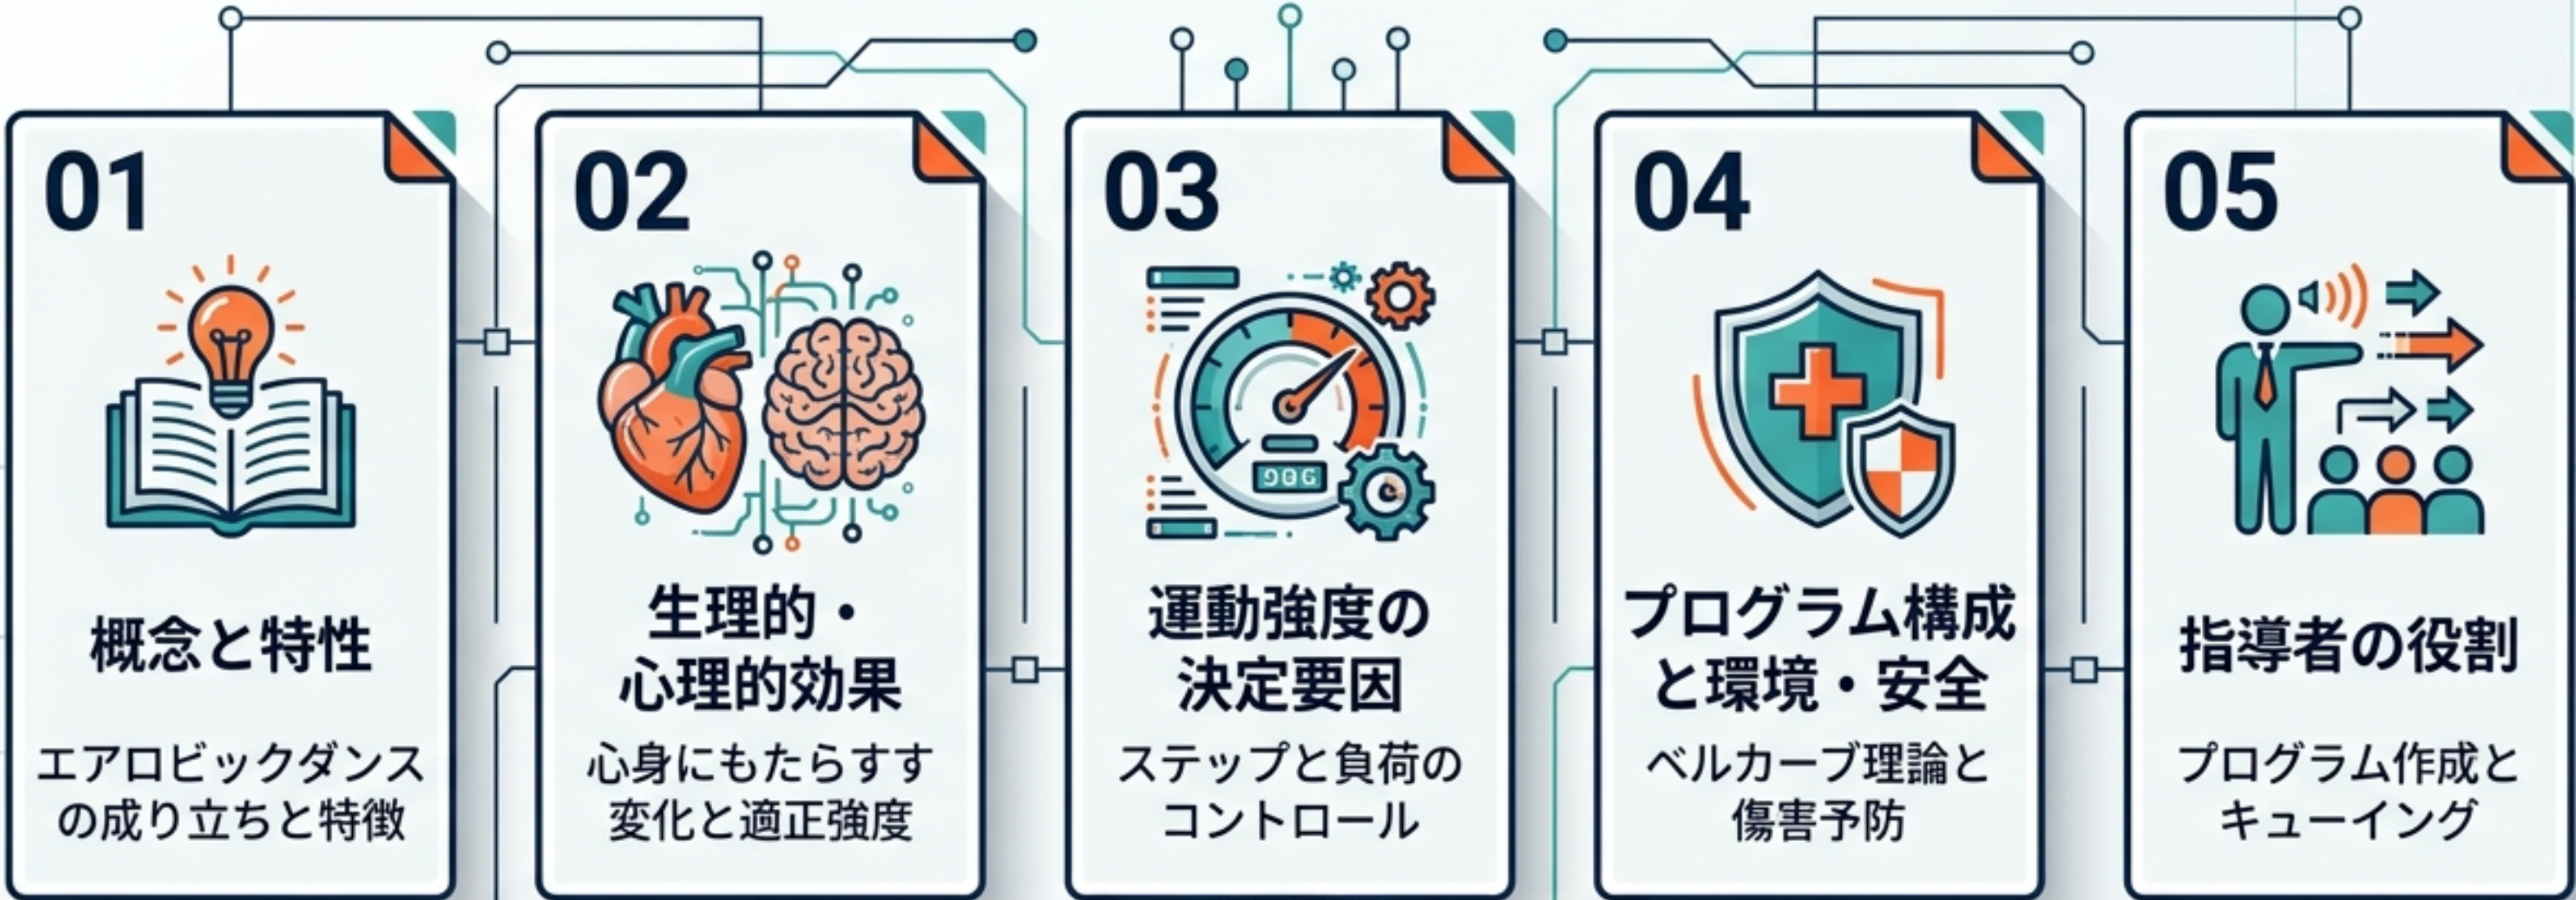 01
概念と特性
エアロビックダンス
の成り立ちと特徴
02
生理的・
心理的効果
心身にもたらすす
変化と適正強度
03
906
運動強度の
決定要因
ステップと負荷の
コントロール
04
プログラム構成
と環境・安全
ベルカーブ理論と
傷害予防
05
指導者の役割
プログラム作成と
キューイング